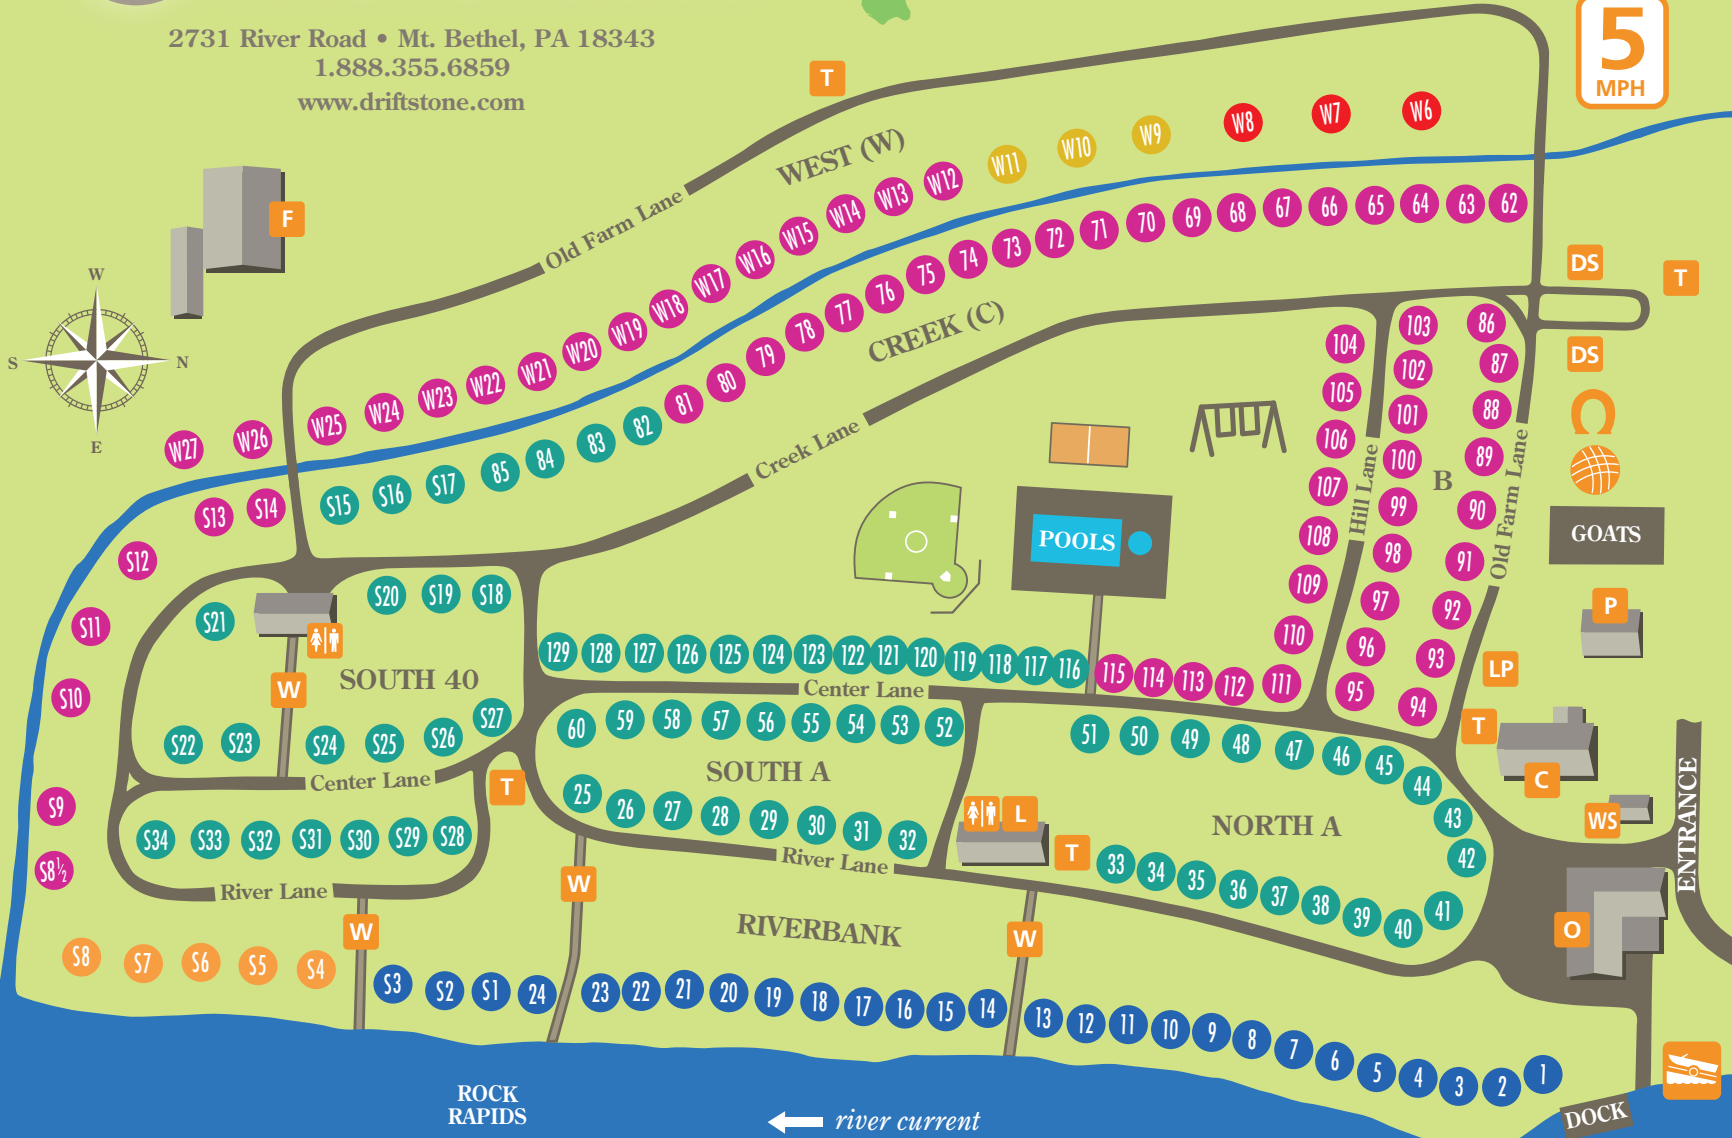 2731 River Road • Mt. Bethel, PA 18343
1.888.355.6859
www.driftstone.com
5
MPH
T
F
W
S
N
E
WEST (W)
Old Farm Lane
W6
W7
W8
W9
W10
W11
W12
W13
W14
W15
W16
W17
W18
W19
W20
W21
W22
W23
W24
W25
W26
W27
62
63
64
65
66
67
68
69
70
71
72
73
74
75
76
77
78
79
80
81
82
83
84
85
S17
S16
S15
S14
S13
S12
S11
S10
S9
S8½
CREEK (C)
Creek Lane
DS
T
DS
103
86
104
102
87
105
101
88
106
100
89
107
99
90
108
98
91
109
97
92
110
96
93
95
94
Hill Lane
B
Old Farm Lane
GOATS
P
LP
T
C
WS
ENTRANCE
O
POOLS
S20
S19
S18
S21
SOUTH 40
W
S22
S23
S24
S25
S26
S27
Center Lane
T
S34
S33
S32
S31
S30
S29
S28
River Lane
W
129
128
127
126
125
124
123
122
121
120
119
118
117
116
115
114
113
112
111
Center Lane
60
59
58
57
56
55
54
53
52
51
50
49
48
47
46
45
44
43
42
41
SOUTH A
25
26
27
28
29
30
31
32
L
T
NORTH A
33
34
35
36
37
38
39
40
River Lane
W
RIVERBANK
W
S8
S7
S6
S5
S4
S3
S2
S1
24
23
22
21
20
19
18
17
16
15
14
13
12
11
10
9
8
7
6
5
4
3
2
1
ROCK
RAPIDS
river current
DOCK